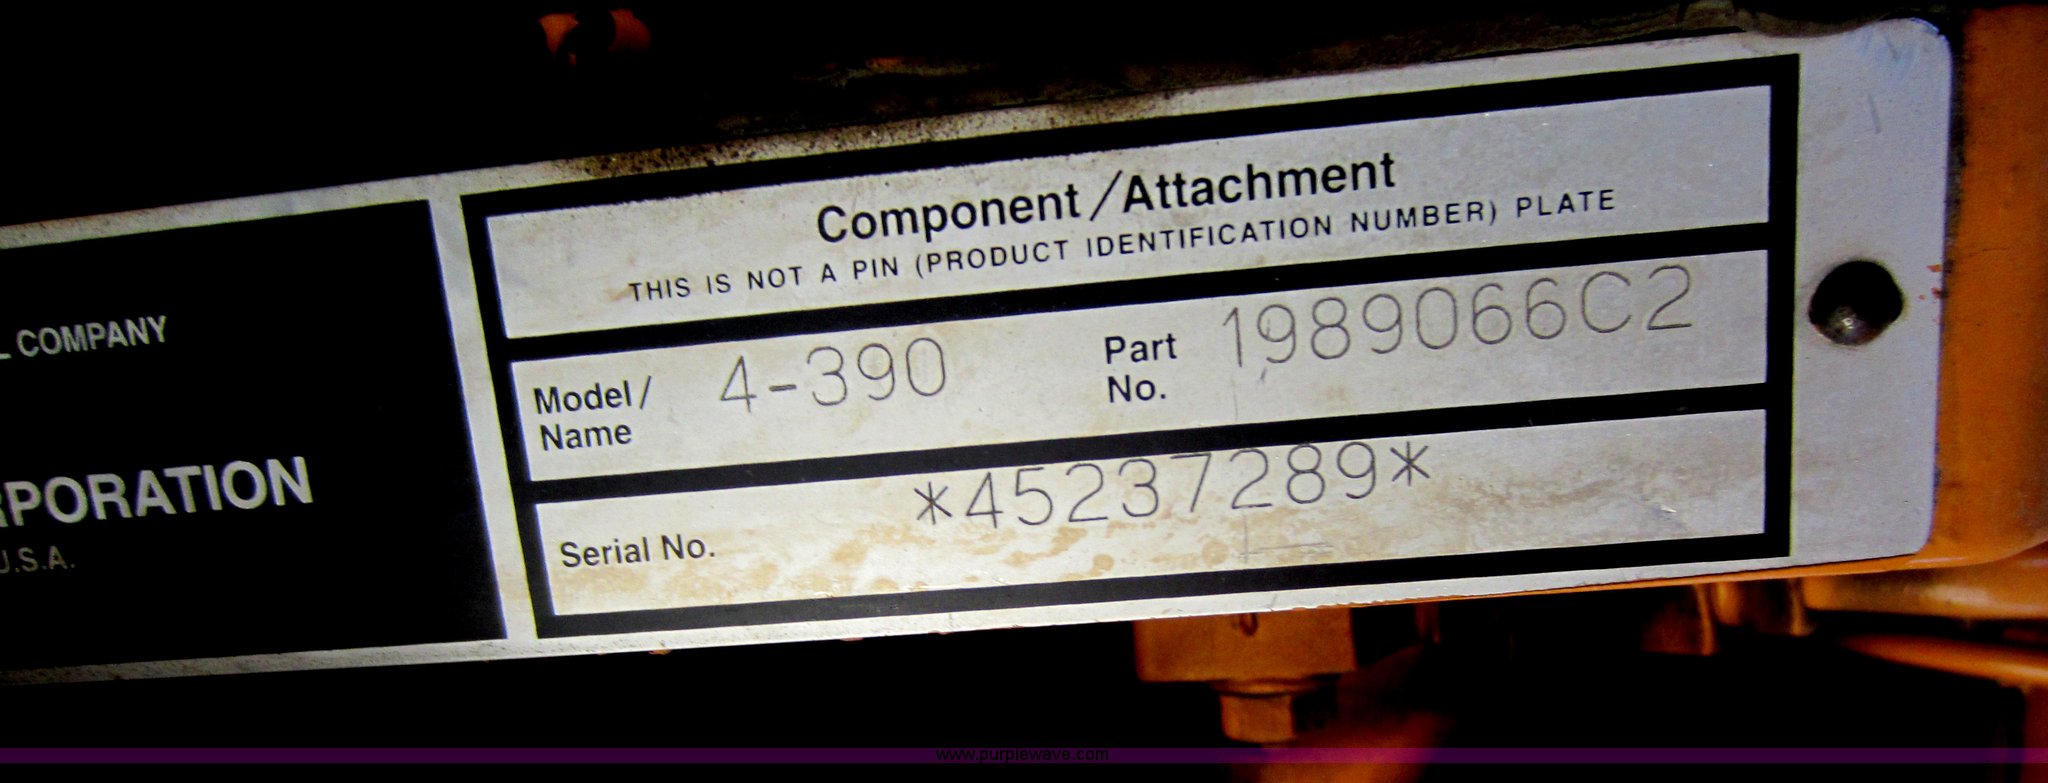 COMPANY
U.S.A.
Component/Attachment
THIS IS NOT A PIN (PRODUCT IDENTIFICATION NUMBER) PLATE
Model/ Name 4-390 Part No. 1989066C2
Serial No. *45237289*
www.purplewave.com